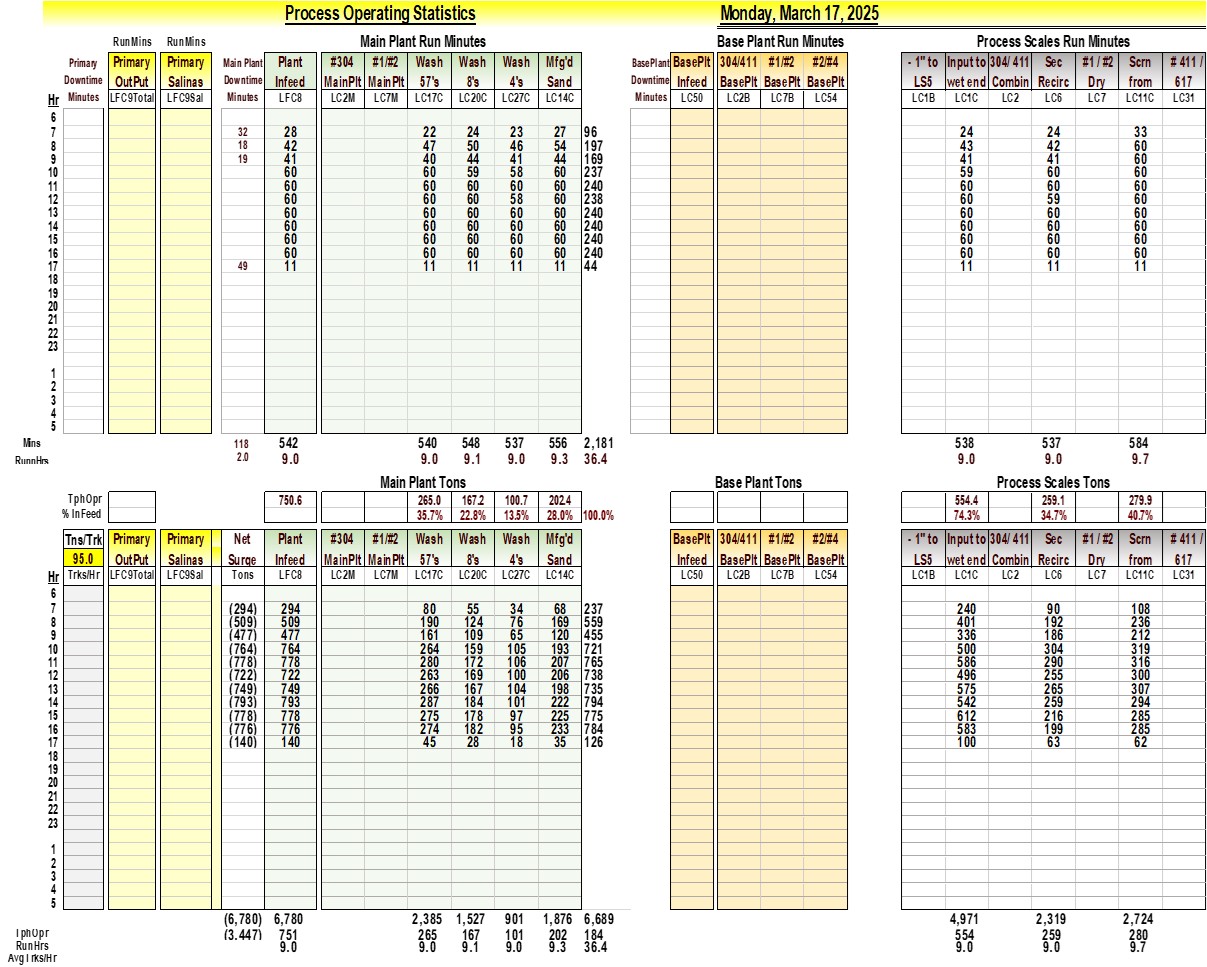 Process Operating Statistics Monday, March 17, 2025
RunMins RunMins Main Plant Run Minutes Base Plant Run Minutes Process Scales Run Minutes
Primary Primary Primary Main Plant Plant #304 #1/#2 Wash Wash Wash Mfg'd BasePlant BasePlt 304/411 #1/#2 #2/#4 - 1" to Input to 304/ 411 Sec #1 / #2 Scrn # 411 /
Downtime OutPut Salinas Downtime Infeed MainPlt MainPlt 57's 8's 4's Sand Downtime Infeed BasePlt BasePlt BasePlt LS5 wet end Combin Recirc Dry from 617
Hr Minutes LFC9Total LFC9Sal Minutes LFC8 LC2M LC7M LC17C LC20C LC27C LC14C Minutes LC50 LC2B LC7B LC54 LC1B LC1C LC2 LC6 LC7 LC11C LC31
6
7 32 28 22 24 23 27 96 24 24 33
8 18 42 47 50 46 54 197 43 42 60
9 19 41 40 44 41 44 169 41 41 60
10 60 60 59 58 60 237 59 60 60
11 60 60 60 60 60 240 60 60 60
12 60 60 60 58 60 238 60 59 60
13 60 60 60 60 60 240 60 60 60
14 60 60 60 60 60 240 60 60 60
15 60 60 60 60 60 240 60 60 60
16 60 60 60 60 60 240 60 60 60
17 49 11 11 11 11 11 44 11 11 11
18
19
20
21
22
23
1
2
3
4
5
Mins 118 542 540 548 537 556 2,181 538 537 584
RunnHrs 2.0 9.0 9.0 9.1 9.0 9.3 36.4 9.0 9.0 9.7
Main Plant Tons Base Plant Tons Process Scales Tons
TphOpr 750.6 265.0 167.2 100.7 202.4 554.4 259.1 279.9
% InFeed 35.7% 22.8% 13.5% 28.0% 100.0% 74.3% 34.7% 40.7%
Tns/Trk Primary Primary Net Plant #304 #1/#2 Wash Wash Wash Mfg'd BasePlt 304/411 #1/#2 #2/#4 - 1" to Input to 304/ 411 Sec #1 / #2 Scrn # 411 /
95.0 OutPut Salinas Surge Infeed MainPlt MainPlt 57's 8's 4's Sand Infeed BasePlt BasePlt BasePlt LS5 wet end Combin Recirc Dry from 617
Hr Trks/Hr LFC9Total LFC9Sal Tons LFC8 LC2M LC7M LC17C LC20C LC27C LC14C LC50 LC2B LC7B LC54 LC1B LC1C LC2 LC6 LC7 LC11C LC31
6
7 (294) 294 80 55 34 68 237 240 90 108
8 (509) 509 190 124 76 169 559 401 192 236
9 (477) 477 161 109 65 120 455 336 186 212
10 (764) 764 264 159 105 193 721 500 304 319
11 (778) 778 280 172 106 207 765 586 290 316
12 (722) 722 263 169 100 206 738 496 255 300
13 (749) 749 266 167 104 198 735 575 265 307
14 (793) 793 287 184 101 222 794 542 259 294
15 (778) 778 275 178 97 225 775 612 216 285
16 (776) 776 274 182 95 233 784 583 199 285
17 (140) 140 45 28 18 35 126 100 63 62
18
19
20
21
22
23
1
2
3
4
5
(6,780) 6,780 2,385 1,527 901 1,876 6,689 4,971 2,319 2,724
TphOpr (3,447) 751 265 167 101 202 184 554 259 280
RunHrs 9.0 9.0 9.1 9.0 9.3 36.4 9.0 9.0 9.7
AvgTrks/Hr